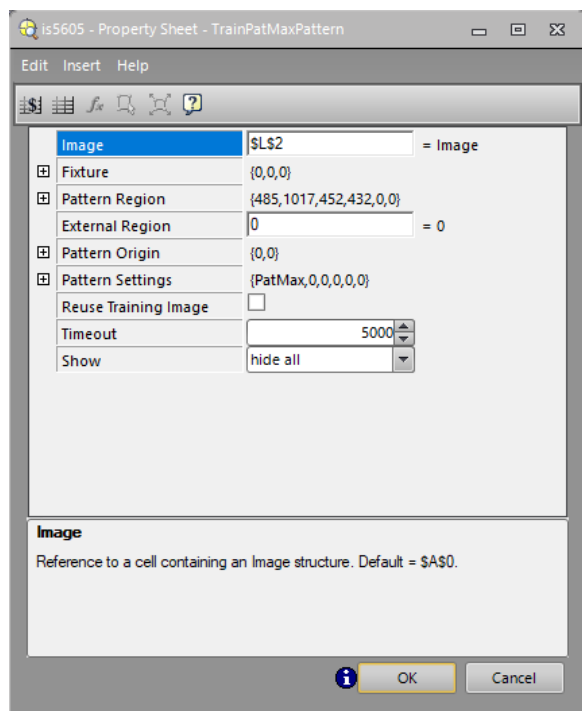 is5605 - Property Sheet - TrainPatMaxPattern
Edit Insert Help
Image $L$2 = Image
Fixture {0,0,0}
Pattern Region {485,1017,452,432,0,0}
External Region 0 = 0
Pattern Origin {0,0}
Pattern Settings {PatMax,0,0,0,0,0}
Reuse Training Image
Timeout 5000
Show hide all
Image
Reference to a cell containing an Image structure. Default = $A$0.
OK Cancel